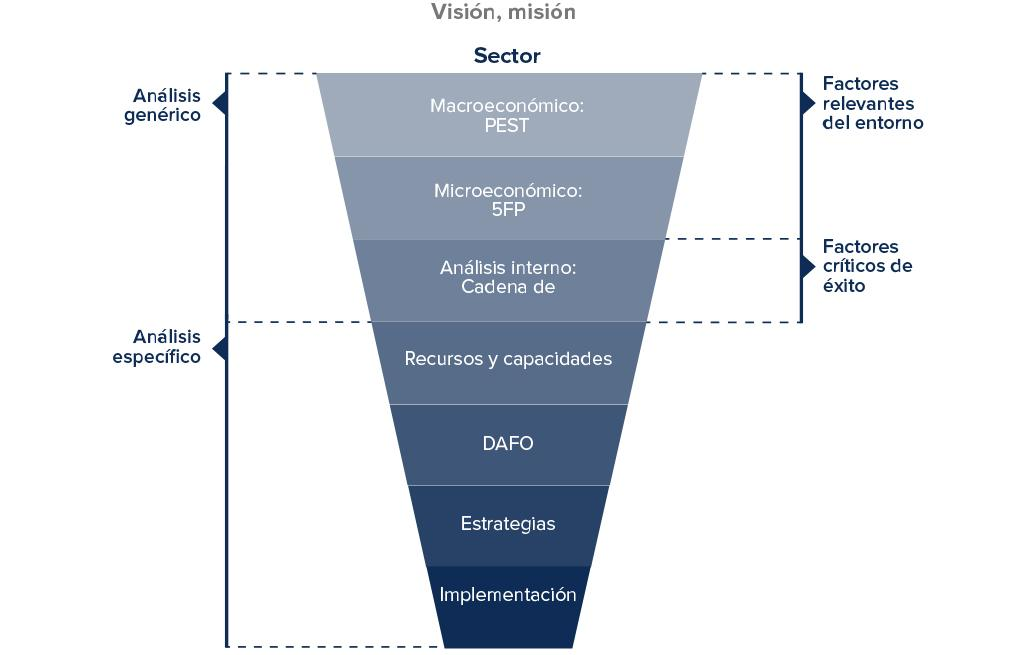 Visión, misión
Sector
Análisis
genérico
Macroeconómico:
PEST
Factores
relevantes
del entorno
Microeconómico:
5FP
Análisis interno:
Cadena de
Factores
críticos de
éxito
Análisis
específico
Recursos y capacidades
DAFO
Estrategias
Implementación